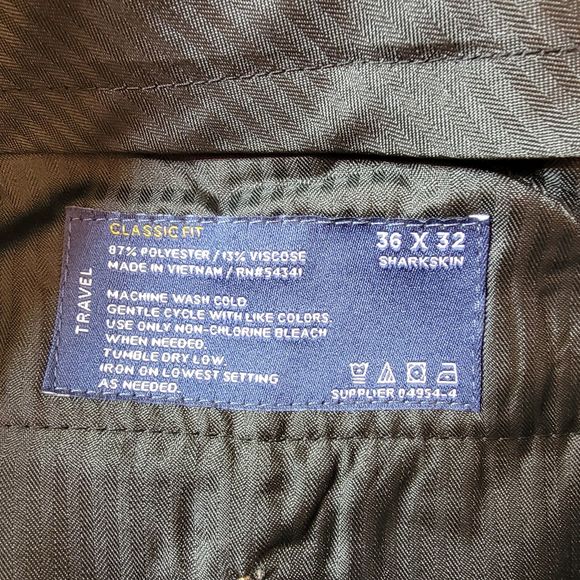 TRAVEL
CLASSIC FIT
87% POLYESTER / 13% VISCOSE
MADE IN VIETNAM / RN#54341
36 X 32
SHARKSKIN
MACHINE WASH COLD
GENTLE CYCLE WITH LIKE COLORS.
USE ONLY NON-CHLORINE BLEACH
WHEN NEEDED.
TUMBLE DRY LOW.
IRON ON LOWEST SETTING
AS NEEDED.
SUPPLIER 04954-4